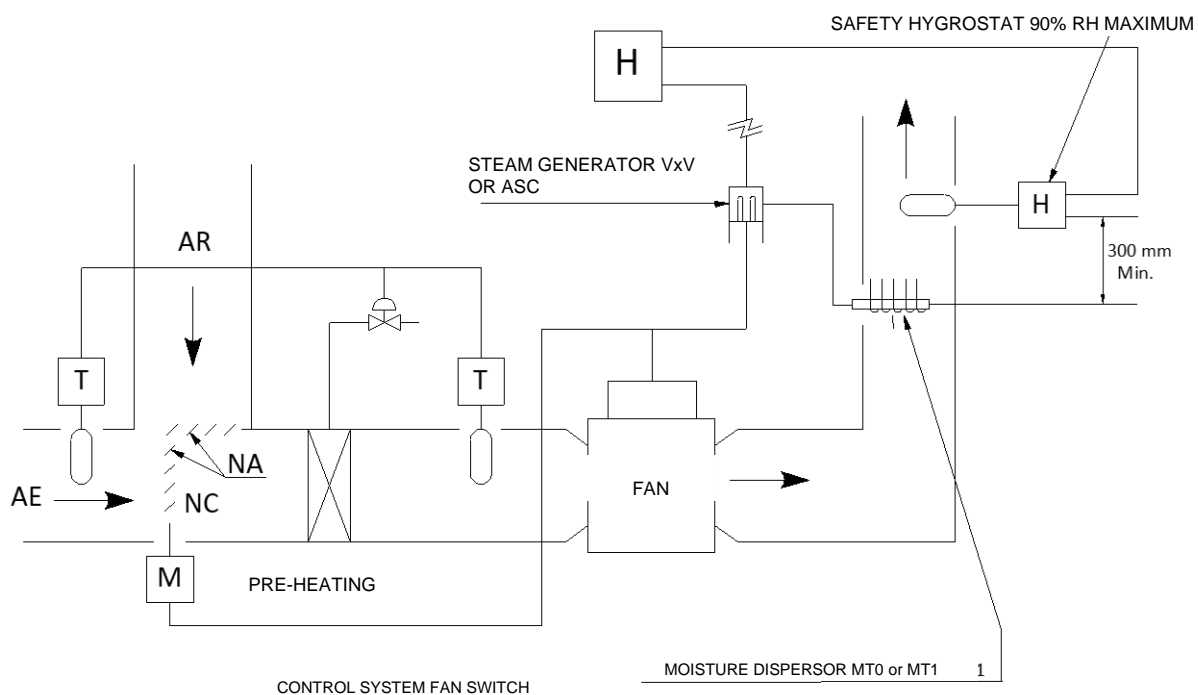 SAFETY HYGROSTAT 90% RH MAXIMUM
H
STEAM GENERATOR VxV
OR ASC
H
AR
300 mm
Min.
T
T
NA
AE
NC
FAN
M
PRE-HEATING
MOISTURE DISPERSOR MT0 or MT1 1
CONTROL SYSTEM FAN SWITCH